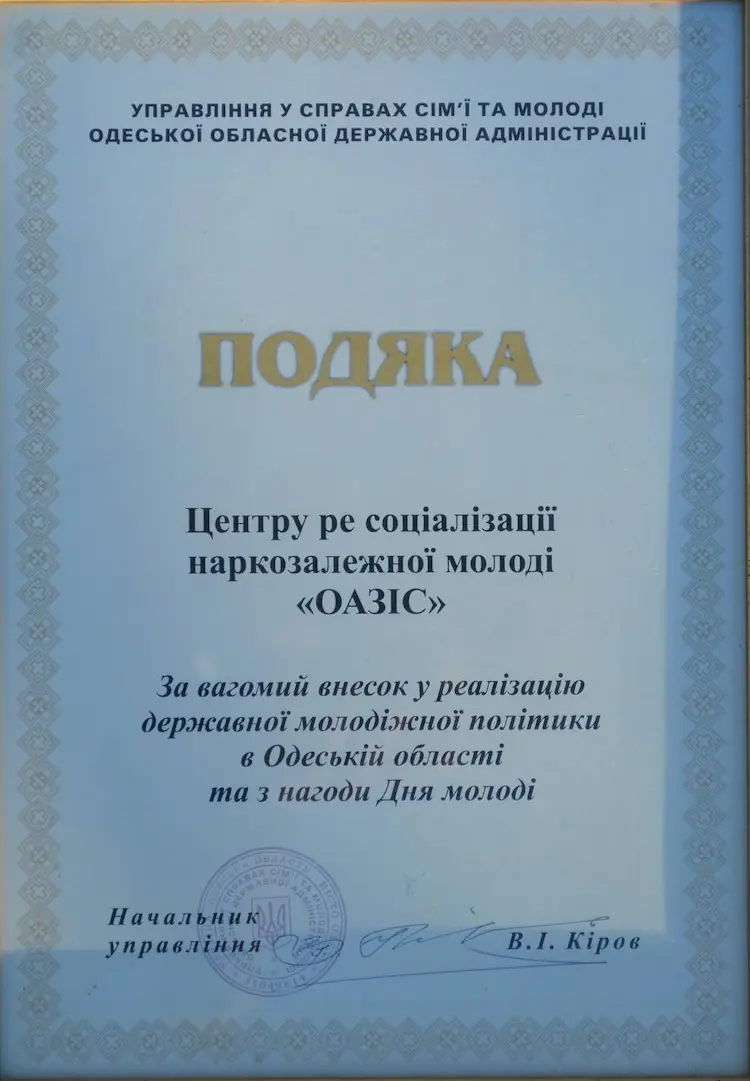 УПРАВЛІННЯ У СПРАВАХ СІМ'Ї ТА МОЛОДІ
ОДЕСЬКОЇ ОБЛАСНОЇ ДЕРЖАВНОЇ АДМІНІСТРАЦІЇ
ПОДЯКА
Центру ре соціалізації
наркозалежної молоді
«ОАЗІС»
За вагомий внесок у реалізацію
державної молодіжної політики
в Одеській області
та з нагоди Дня молоді
Начальник
управління
В.І. Кіров